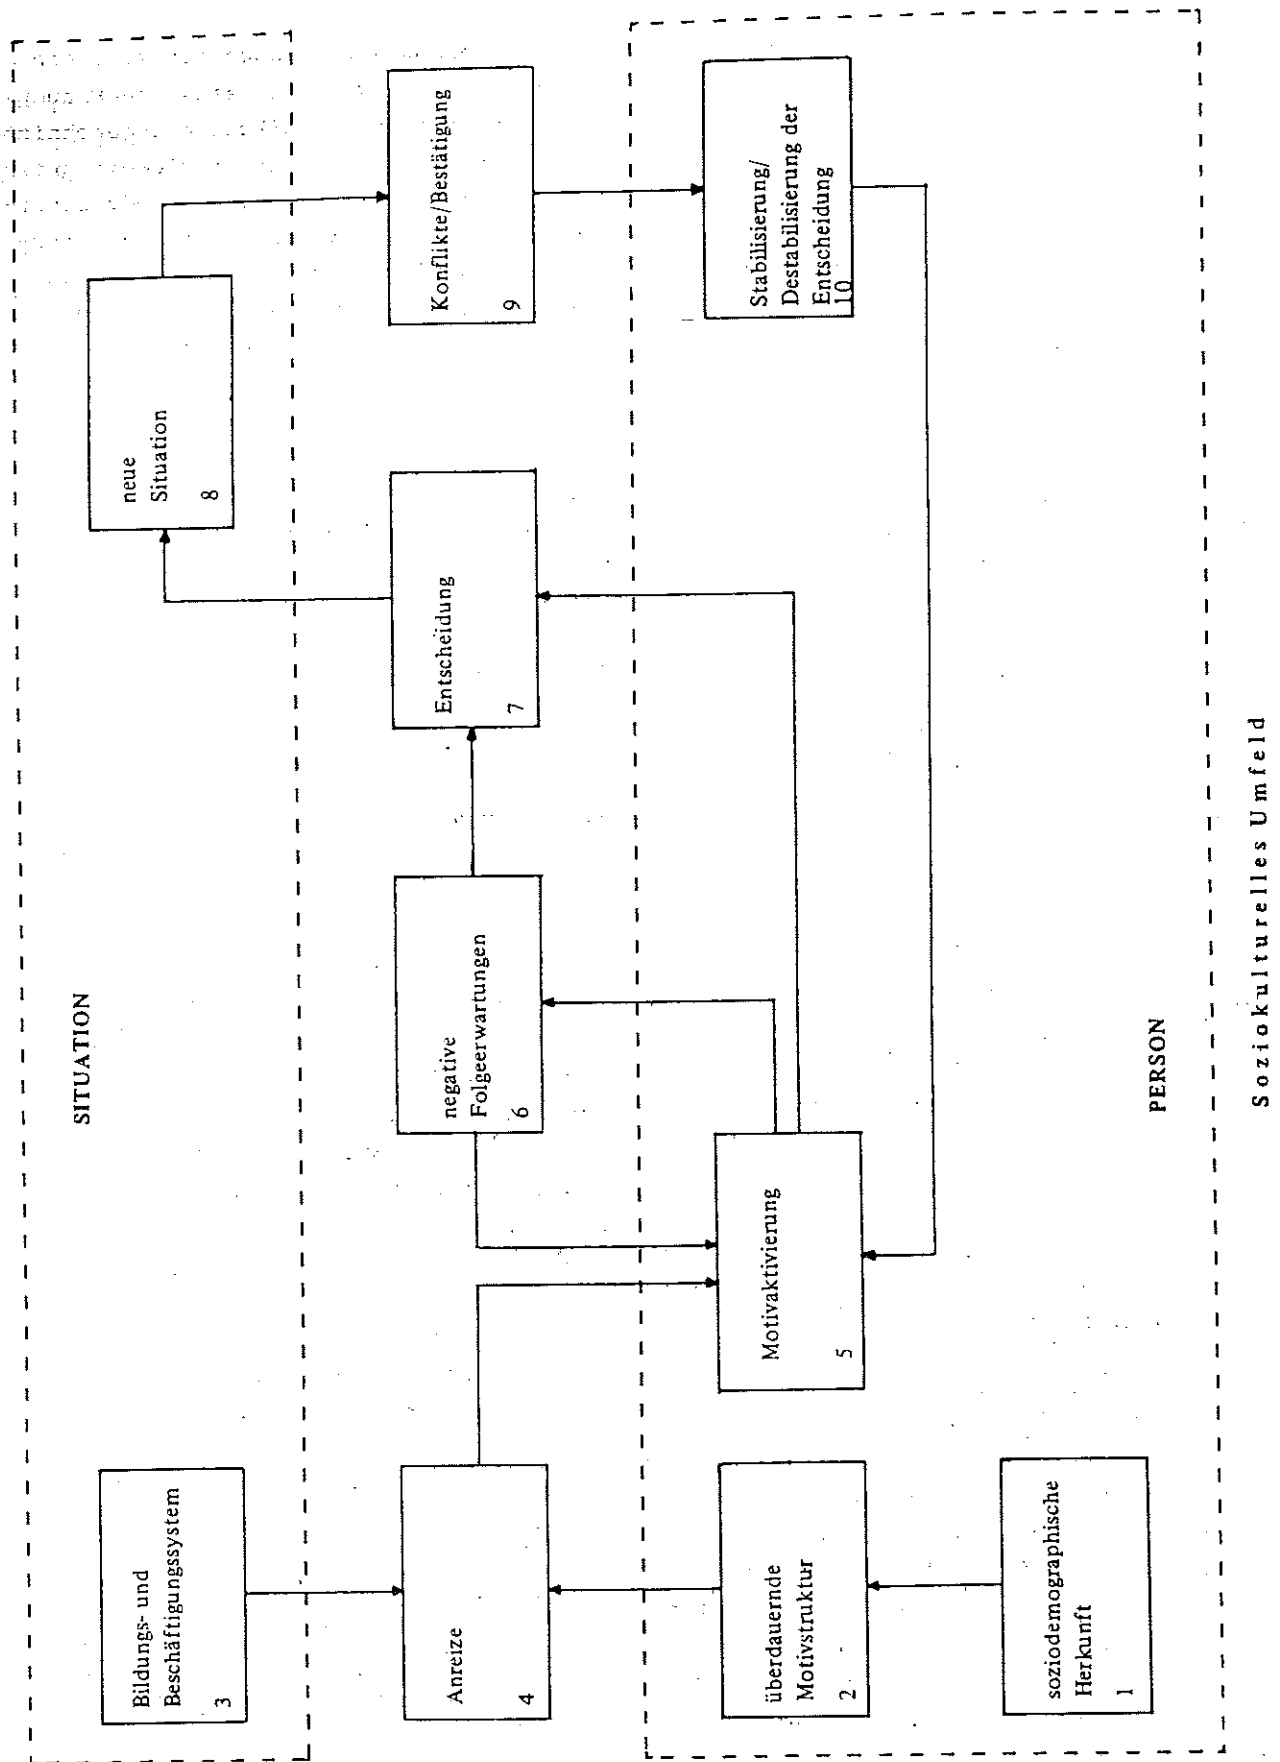 SITUATION
Bildungs- und
Beschäftigungssystem
3
neue
Situation
8
Anreize
4
negative
Folgeerwartungen
6
Entscheidung
7
Konflikte/Bestätigung
9
überdauernde
Motivstruktur
2
Motivaktivierung
5
Stabilisierung/
Destabilisierung der
Entscheidung
10
soziodemographische
Herkunft
1
PERSON
Soziokulturelles Umfeld